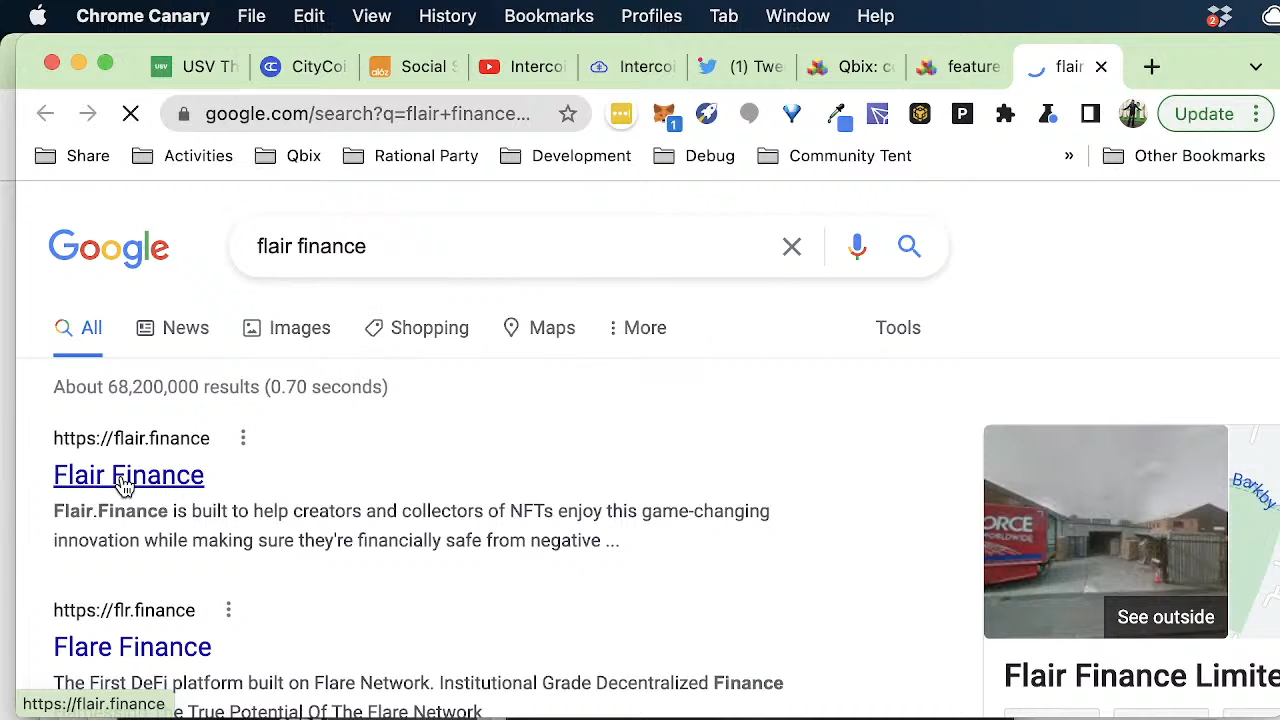 Chrome Canary File Edit View History Bookmarks Profiles Tab Window Help 2
USV Th CityCoi Social S Interco Interco (1) Twe Qbix: co feature flair
google.com/search?q=flair+finance... 1 P Update
Share Activities Qbix Rational Party Development Debug Community Tent » Other Bookmarks
Google flair finance
All News Images Shopping Maps More Tools
About 68,200,000 results (0.70 seconds)
https://flair.finance
Flair Finance
Flair.Finance is built to help creators and collectors of NFTs enjoy this game-changing
innovation while making sure they're financially safe from negative ...
https://flr.finance
Flare Finance
The First DeFi platform built on Flare Network. Institutional Grade Decentralized Finance
The True Potential Of The Flare Network
https://flair.finance
ORCE
Barkby
See outside
Flair Finance Limite